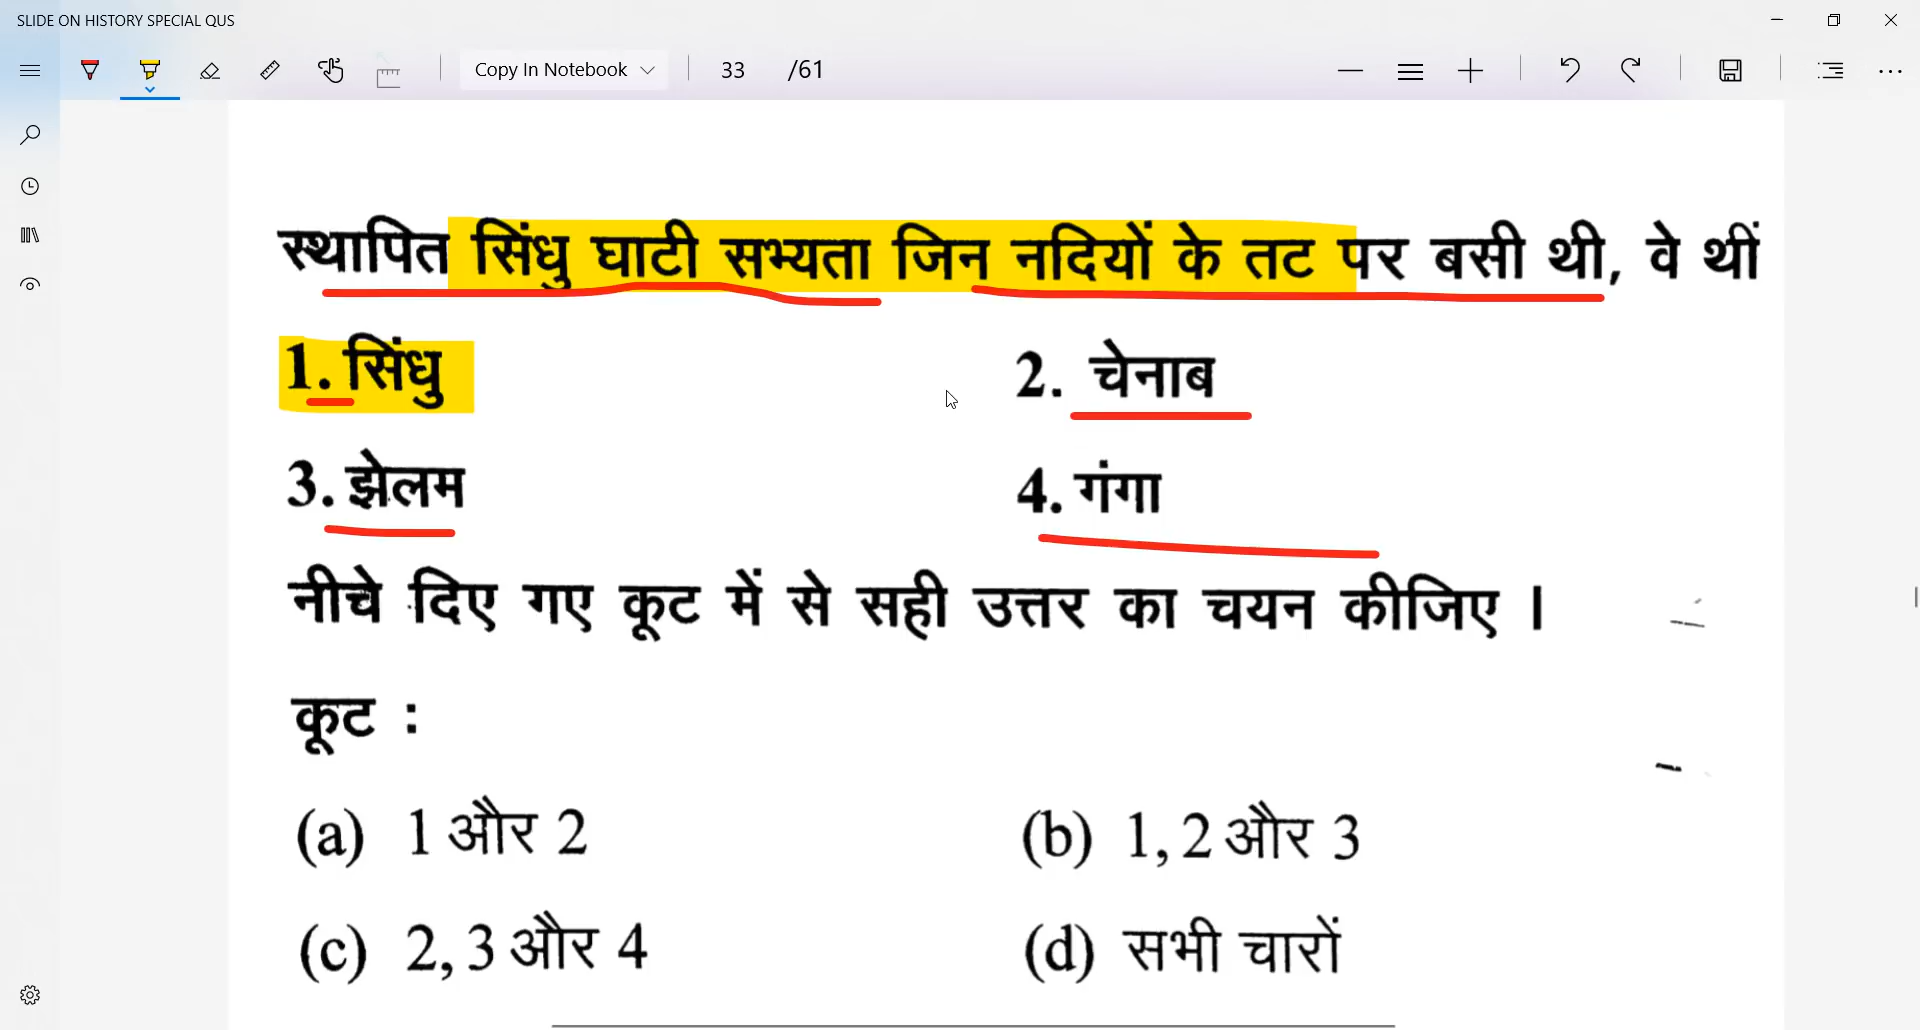 SLIDE ON HISTORY SPECIAL QUS
Copy In Notebook 33 /61
स्थापित सिंधु घाटी सभ्यता जिन नदियों के तट पर बसी थी, वे थीं
1. सिंधु 2. चेनाब
3. झेलम 4. गंगा
नीचे दिए गए कूट में से सही उत्तर का चयन कीजिए ।
कूट :
(a) 1 और 2 (b) 1, 2 और 3
(c) 2, 3 और 4 (d) सभी चारों